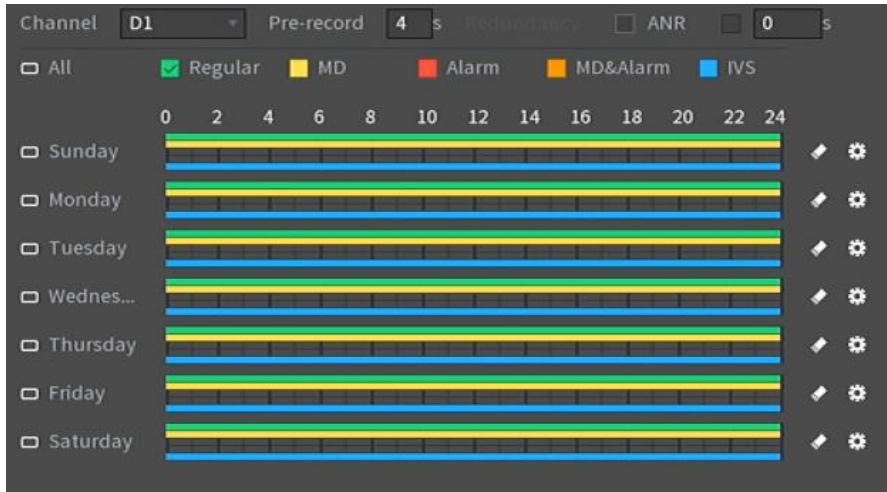 Channel D1 Pre-record 4 s Redundancy ANR 0 s
All Regular MD Alarm MD&Alarm IVS
0 2 4 6 8 10 12 14 16 18 20 22 24
Sunday
Monday
Tuesday
Wednes...
Thursday
Friday
Saturday